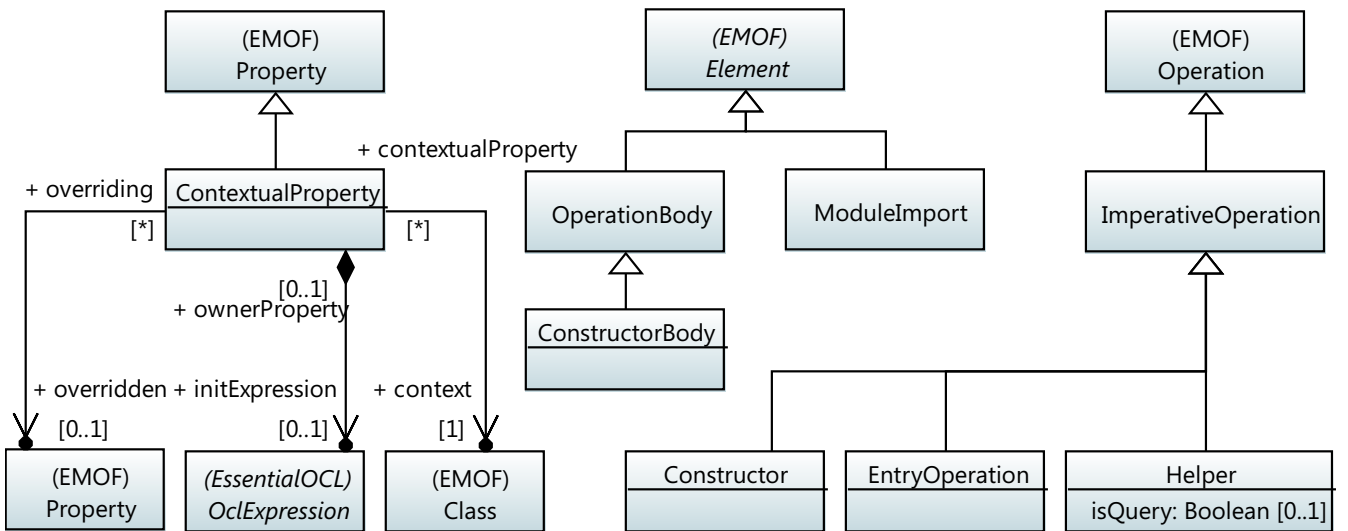 (EMOF)
Property
(EMOF)
Element
(EMOF)
Operation
+ contextualProperty
+ overriding
ContextualProperty
[*]
[*]
OperationBody
ModuleImport
ImperativeOperation
[0..1]
+ ownerProperty
ConstructorBody
+ overridden
+ initExpression
+ context
[0..1]
[0..1]
[1]
(EMOF)
Property
(EssentialOCL)
OclExpression
(EMOF)
Class
Constructor
EntryOperation
Helper
isQuery: Boolean [0..1]